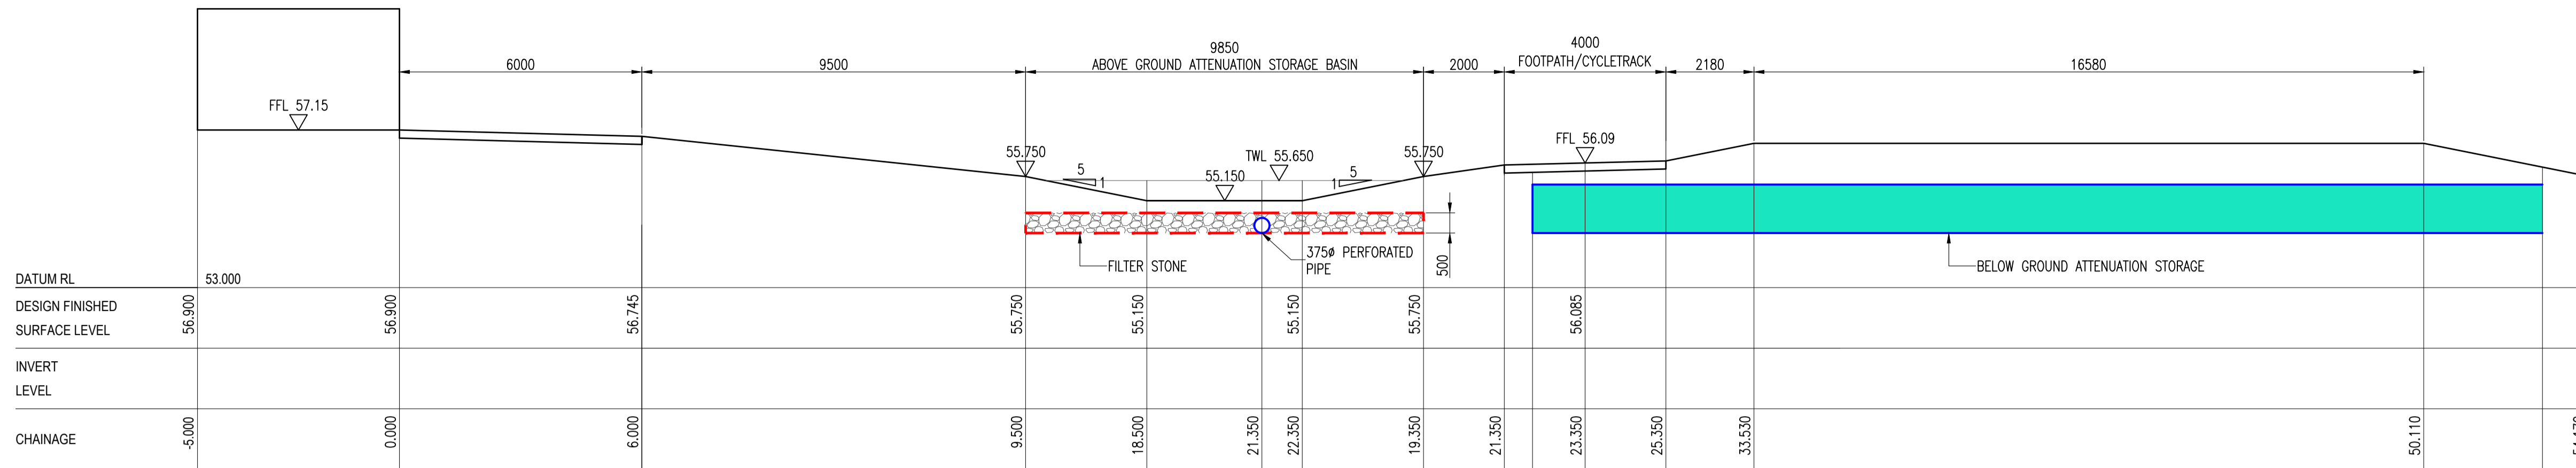 9850
4000
6000
9500
ABOVE GROUND ATTENUATION STORAGE BASIN
2000
FOOTPATH/CYCLETRACK
2180
16580
FFL 57.15
55.750
5
1
55.150
TWL 55.650
5
1
55.750
FFL 56.09
FILTER STONE
375ø PERFORATED
PIPE
500
BELOW GROUND ATTENUATION STORAGE
DATUM RL 53.000
DESIGN FINISHED
SURFACE LEVEL
56.900
56.900
56.745
55.750
55.150
55.150
55.750
56.085
INVERT
LEVEL
CHAINAGE
-5.000
0.000
6.000
9.500
18.500
21.350
22.350
19.350
21.350
23.350
25.350
33.530
50.110